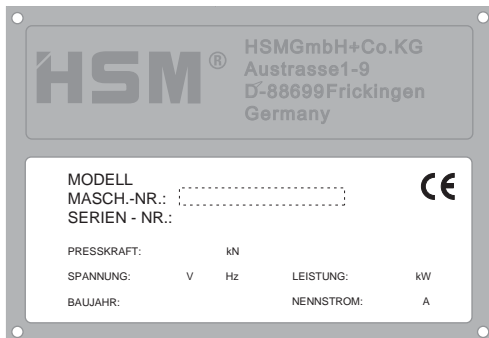 HSM®
HSMGmbH+Co.KG
Austrasse1-9
D-88699Frickingen
Germany
MODELL
MASCH.-NR.:
SERIEN - NR.:
CE
PRESSKRAFT: kN
SPANNUNG: V Hz LEISTUNG: kW
BAUJAHR: NENNSTROM: A